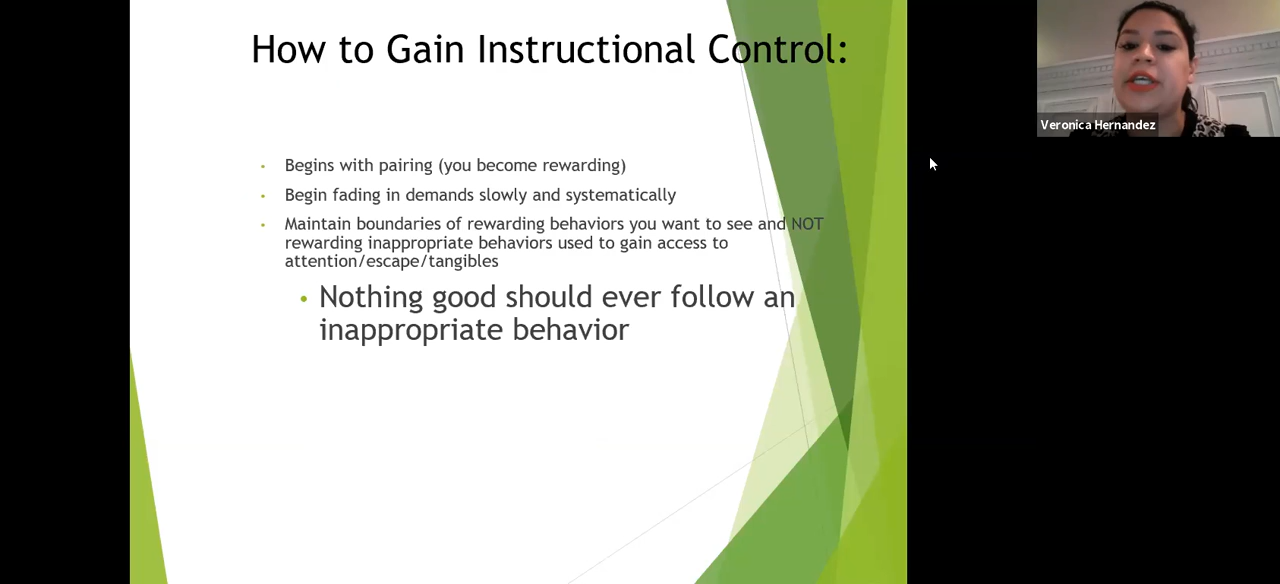 How to Gain Instructional Control:
Veronica Hernandez
• Begins with pairing (you become rewarding)
• Begin fading in demands slowly and systematically
• Maintain boundaries of rewarding behaviors you want to see and NOT
rewarding inappropriate behaviors used to gain access to
attention/escape/tangibles
• Nothing good should ever follow an
inappropriate behavior